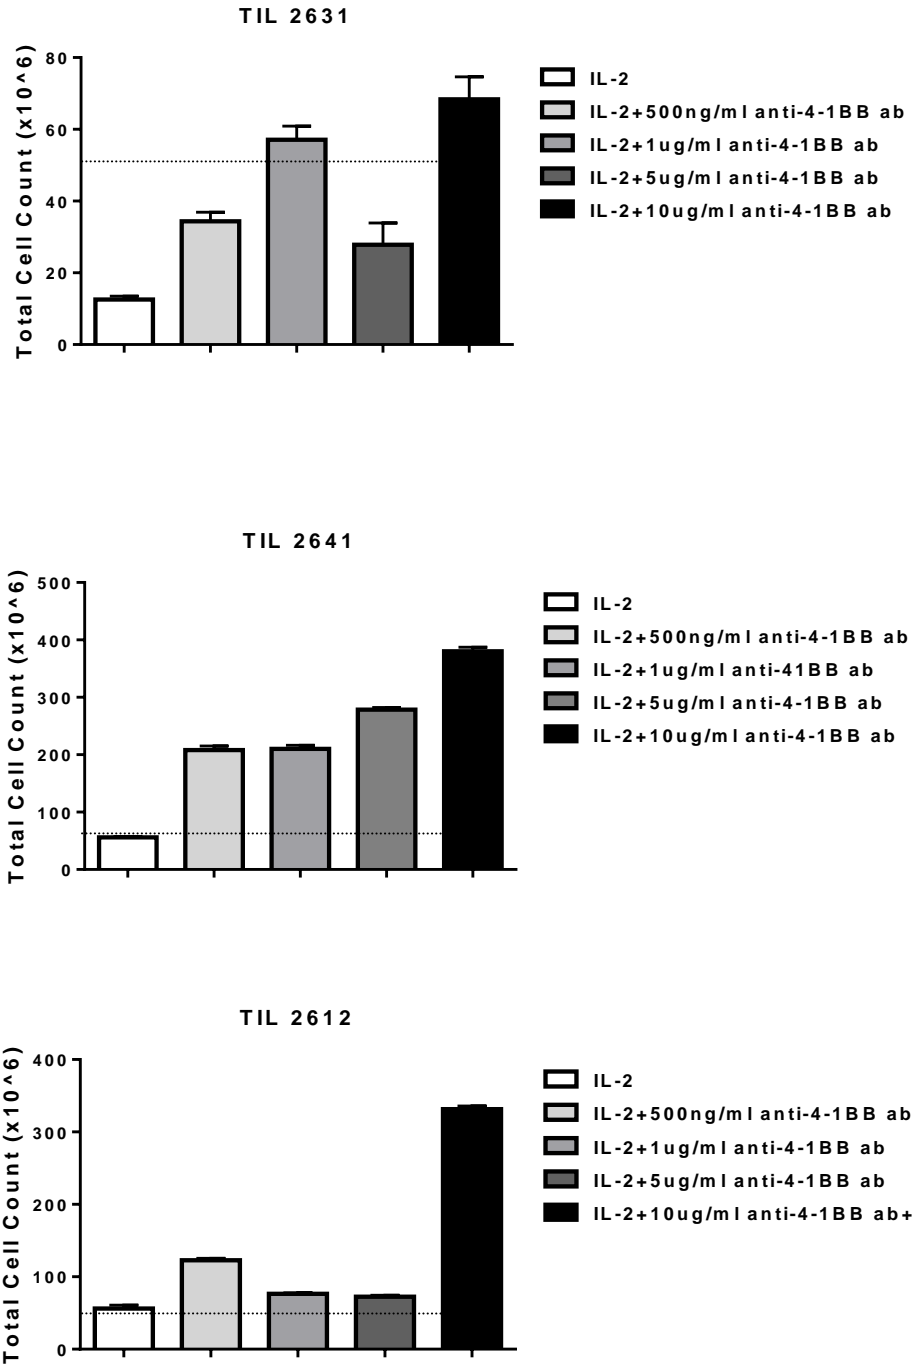 TIL 2631
Total Cell Count (x10^6)
80
60
40
20
0
IL-2
IL-2+500ng/ml anti-4-1BB ab
IL-2+1ug/ml anti-4-1BB ab
IL-2+5ug/ml anti-4-1BB ab
IL-2+10ug/ml anti-4-1BB ab
TIL 2641
Total Cell Count (x10^6)
500
400
300
200
100
0
IL-2
IL-2+500ng/ml anti-4-1BB ab
IL-2+1ug/ml anti-41BB ab
IL-2+5ug/ml anti-4-1BB ab
IL-2+10ug/ml anti-4-1BB ab
TIL 2612
Total Cell Count (x10^6)
400
300
200
100
0
IL-2
IL-2+500ng/ml anti-4-1BB ab
IL-2+1ug/ml anti-4-1BB ab
IL-2+5ug/ml anti-4-1BB ab
IL-2+10ug/ml anti-4-1BB ab+